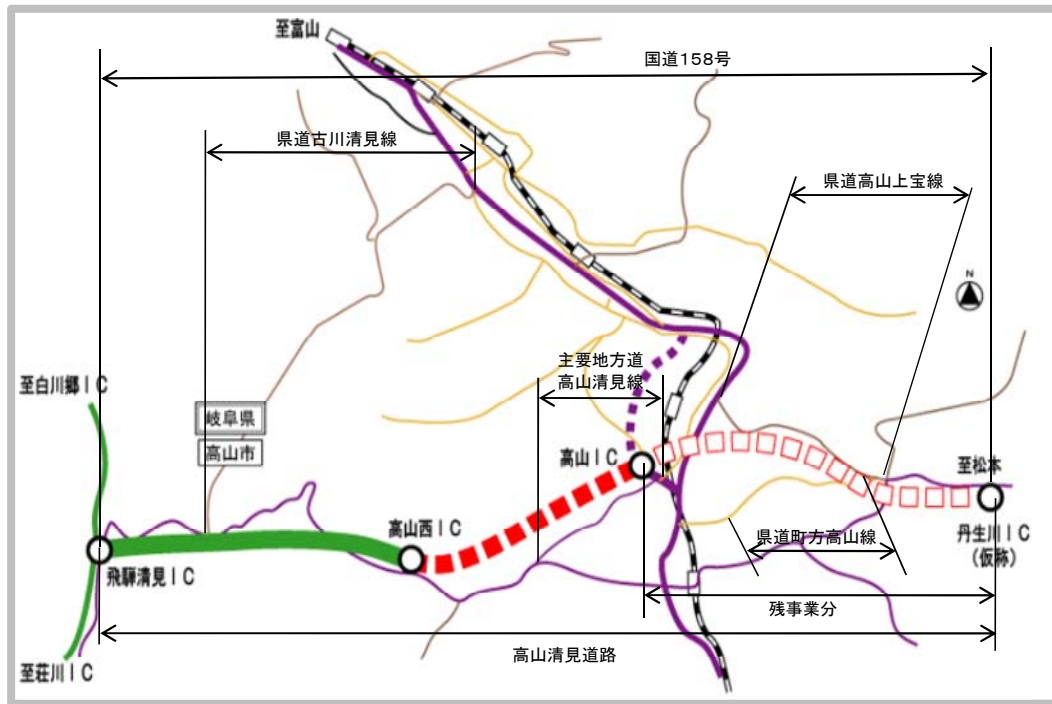 至富山
国道158号
県道古川清見線
県道高山上宝線
N
主要地方道
高山清見線
至白川郷IC
岐阜県
高山市
高山IC
至松本
高山西IC
丹生川IC
(仮称)
飛騨清見IC
県道町方高山線
残事業分
高山清見道路
至荘川IC